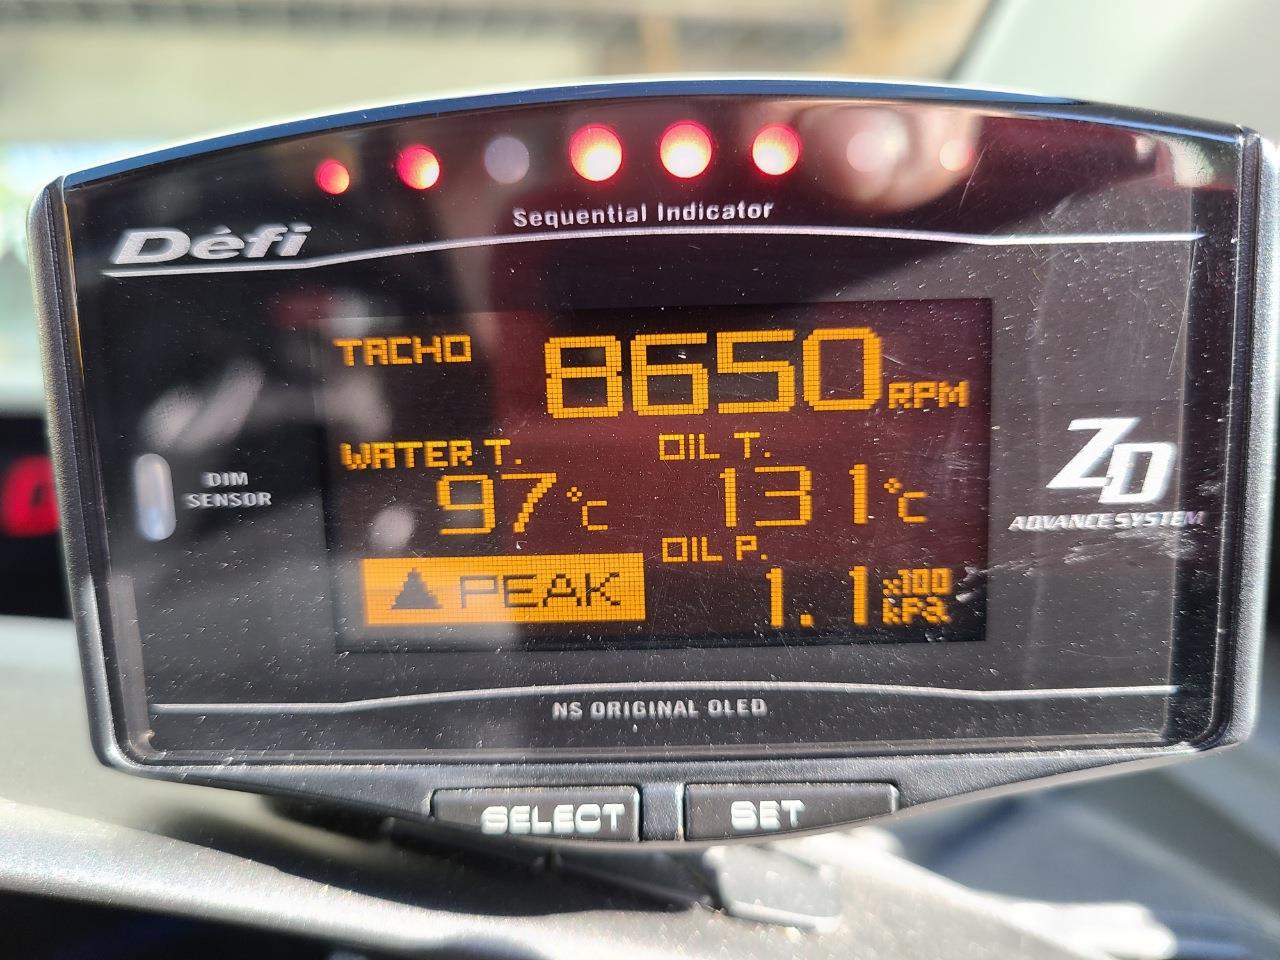 Sequential Indicator
Défi
TACHO 8650 RPM
WATER T. 97°C
OIL T. 131°C
DIM
SENSOR
ZD
ADVANCE SYSTEM
▲ PEAK
OIL P. 1.1 x100 kPa.
NS ORIGINAL OLED
SELECT SET